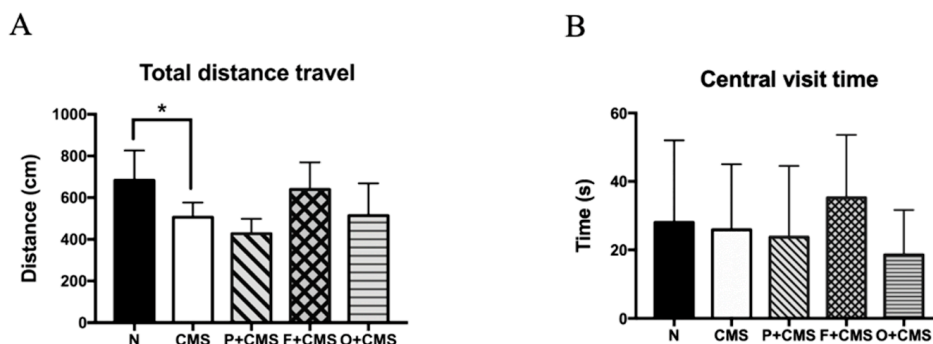 A
Total distance travel
1000
800
600
400
200
0
Distance (cm)
*
N CMS P+CMS F+CMS O+CMS
B
Central visit time
60
40
20
0
Time (s)
N CMS P+CMS F+CMS O+CMS